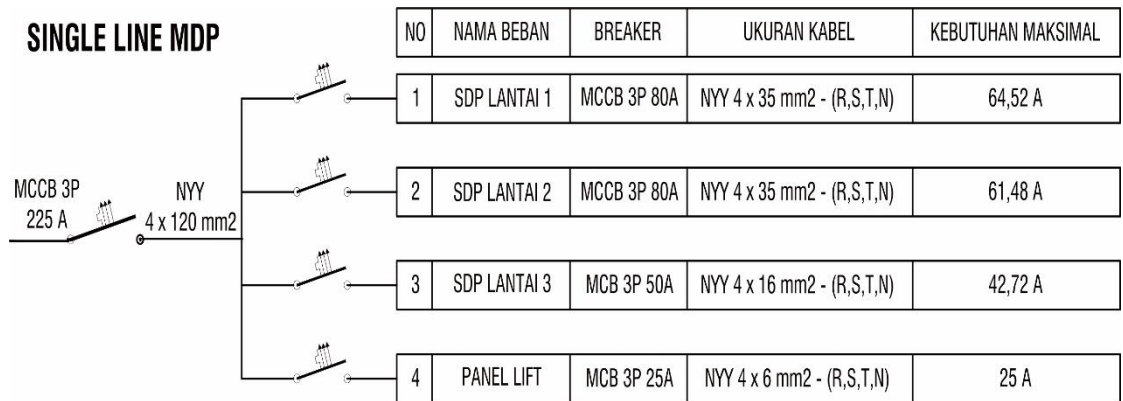 SINGLE LINE MDP
NO NAMA BEBAN BREAKER UKURAN KABEL KEBUTUHAN MAKSIMAL
1 SDP LANTAI 1 MCCB 3P 80A NYY 4 x 35 mm2 - (R,S,T,N) 64,52 A
2 SDP LANTAI 2 MCCB 3P 80A NYY 4 x 35 mm2 - (R,S,T,N) 61,48 A
MCCB 3P
225 A
NYY
4 x 120 mm2
3 SDP LANTAI 3 MCB 3P 50A NYY 4 x 16 mm2 - (R,S,T,N) 42,72 A
4 PANEL LIFT MCB 3P 25A NYY 4 x 6 mm2 - (R,S,T,N) 25 A